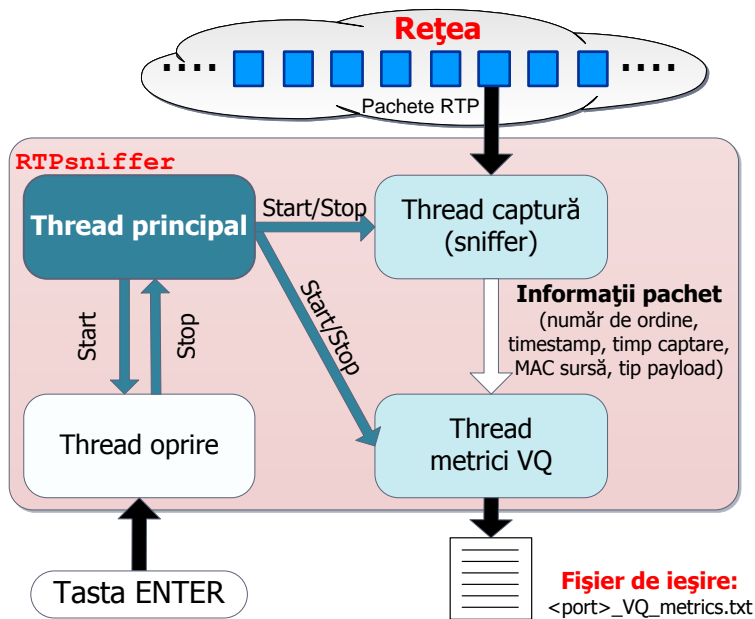 Reţea
.... ....
Pachete RTP
RTPsniffer
Thread principal
Start/Stop
Thread captură
(sniffer)
Start
Stop
Start/Stop
Informaţii pachet
(număr de ordine,
timestamp, timp captare,
MAC sursă, tip payload)
Thread oprire
Thread
metrici VQ
Tasta ENTER
Fişier de ieşire:
<port>_VQ_metrics.txt